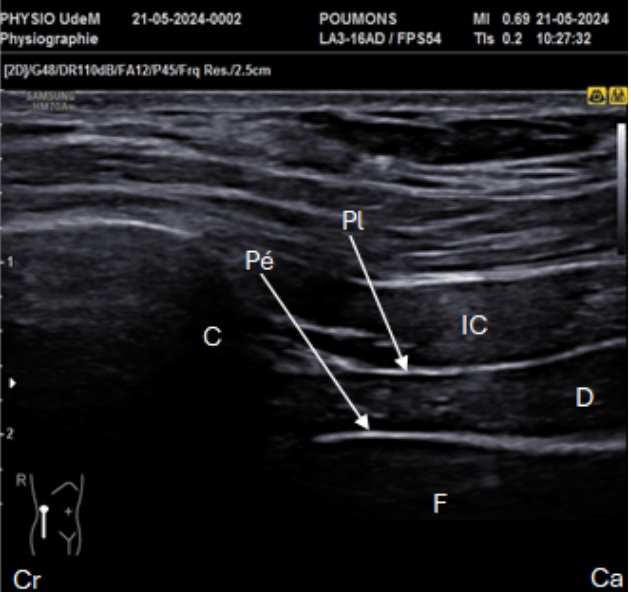 PHYSIO UdeM 21-05-2024-0002 POUMONS MI 0.69 21-05-2024
Physiographie LA3-16AD / FPS54 TIs 0.2 10:27:32
[2D]/G48/DR110dB/FA12/P45/Frq Res./2.5cm
SAMSUNG
HM70A
Pl
Pé
1
IC
C
D
2
R
F
Cr Ca